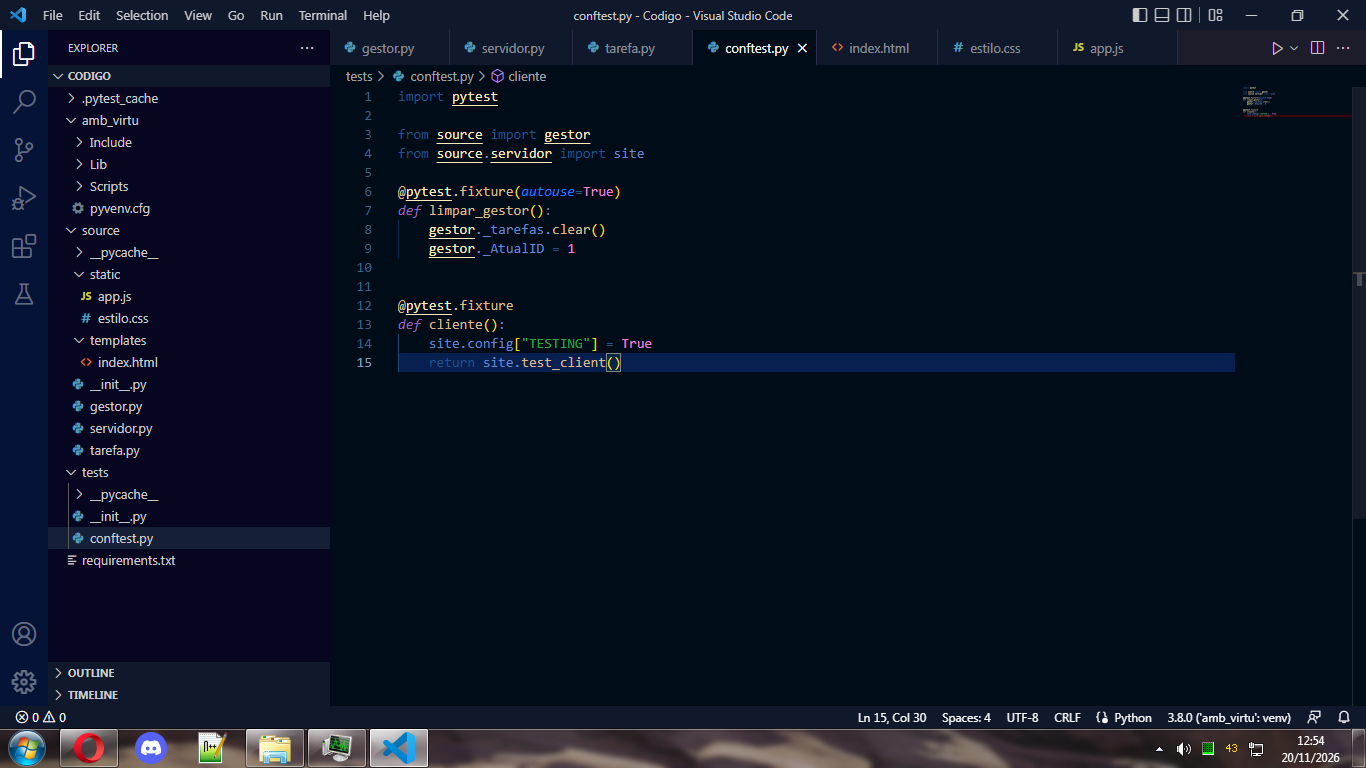 File Edit Selection View Go Run Terminal Help conftest.py - Codigo - Visual Studio Code
EXPLORER
CODIGO
.pytest_cache
amb_virtu
Include
Lib
Scripts
pyvenv.cfg
source
__pycache__
static
JS app.js
# estilo.css
templates
<> index.html
__init__.py
gestor.py
servidor.py
tarefa.py
tests
__pycache__
__init__.py
conftest.py
requirements.txt
OUTLINE
TIMELINE
gestor.py servidor.py tarefa.py conftest.py <> index.html # estilo.css JS app.js
tests > conftest.py > cliente
1 import pytest
2
3 from source import gestor
4 from source.servidor import site
5
6 @pytest.fixture(autouse=True)
7 def limpar_gestor():
8 gestor._tarefas.clear()
9 gestor._AtualID = 1
10
11
12 @pytest.fixture
13 def cliente():
14 site.config["TESTING"] = True
15 return site.test_client()
0 0 Ln 15, Col 30 Spaces: 4 UTF-8 CRLF Python 3.8.0 ('amb_virtu': venv)
43
12:54
20/11/2026